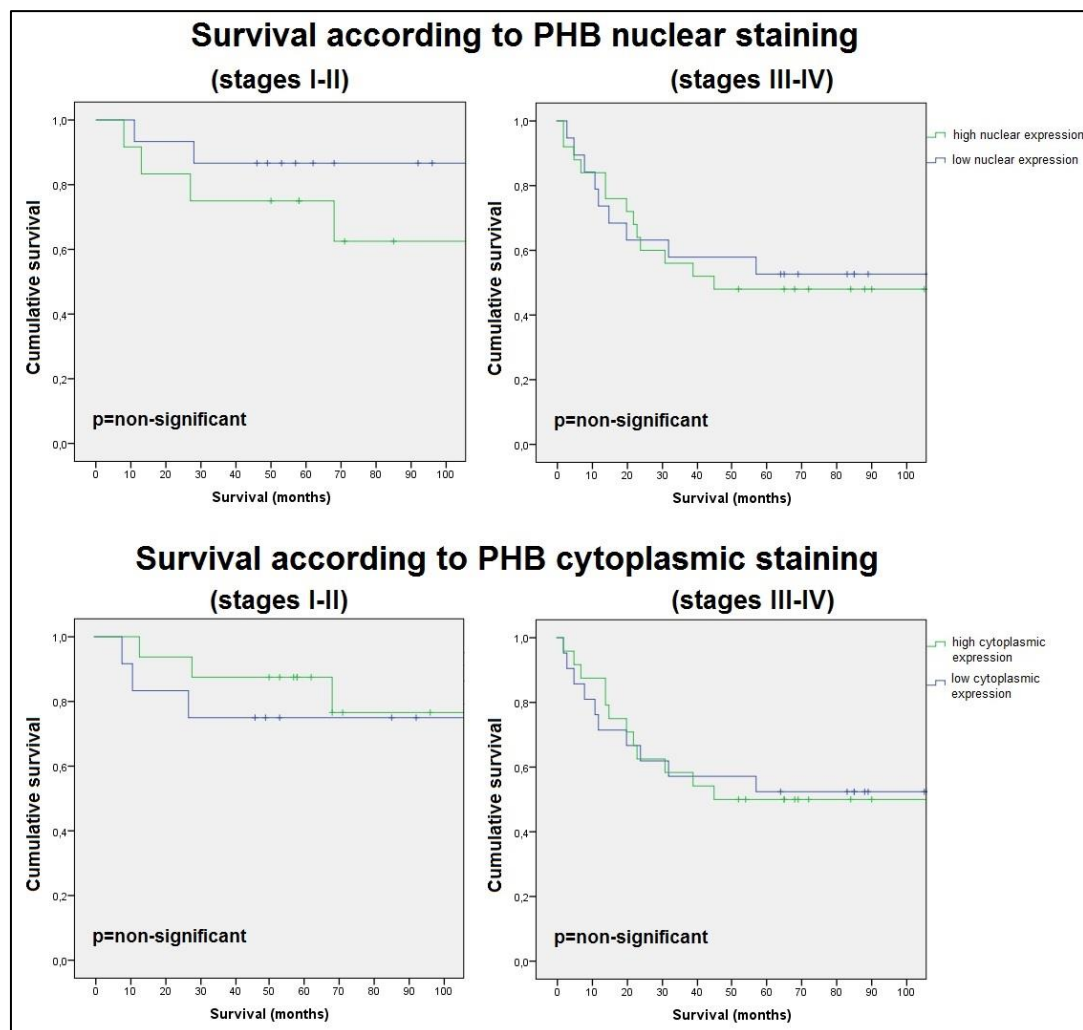 Survival according to PHB nuclear staining
(stages I-II)
(stages III-IV)
Cumulative survival
1,0
0,8
0,6
0,4
0,2
0,0
p=non-significant
0 10 20 30 40 50 60 70 80 90 100
Survival (months)
Cumulative survival
1,0
0,8
0,6
0,4
0,2
0,0
p=non-significant
0 10 20 30 40 50 60 70 80 90 100
Survival (months)
high nuclear expression
low nuclear expression
Survival according to PHB cytoplasmic staining
(stages I-II)
(stages III-IV)
Cumulative survival
1,0
0,8
0,6
0,4
0,2
0,0
p=non-significant
0 10 20 30 40 50 60 70 80 90 100
Survival (months)
Cumulative survival
1,0
0,8
0,6
0,4
0,2
0,0
p=non-significant
0 10 20 30 40 50 60 70 80 90 100
Survival (months)
high cytoplasmic
expression
low cytoplasmic
expression